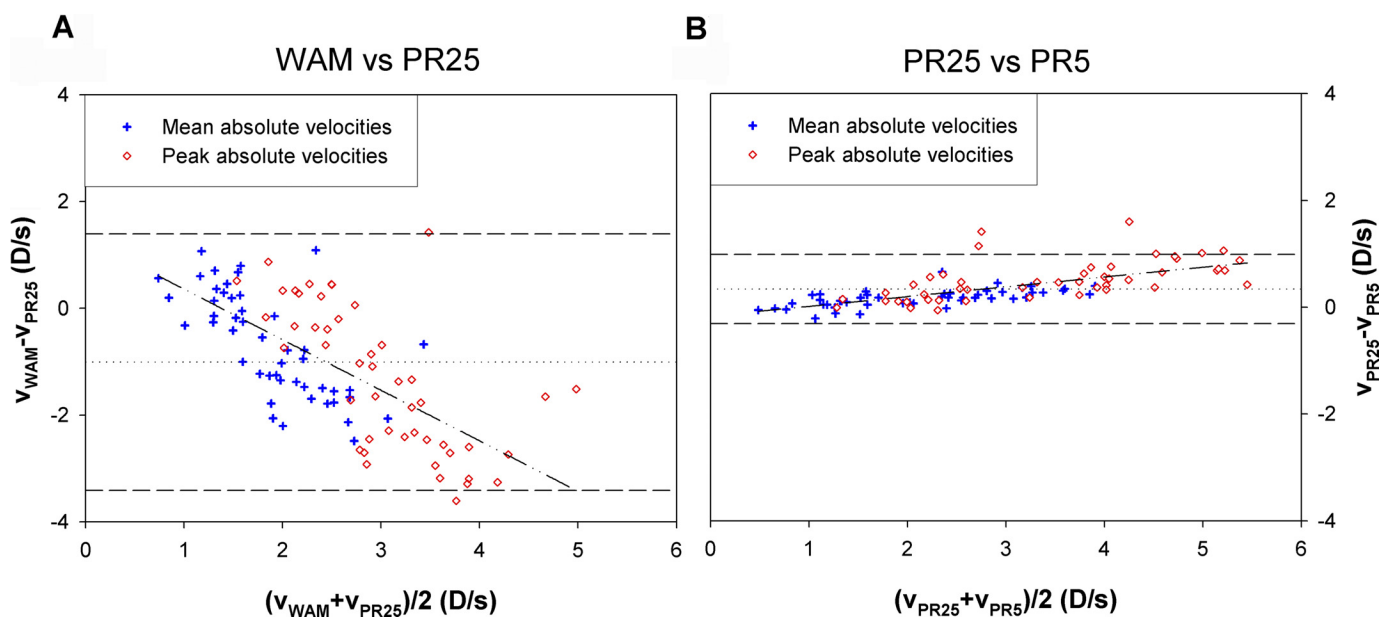 A
WAM vs PR25
Mean absolute velocities
Peak absolute velocities
4
2
0
-2
-4
0 1 2 3 4 5 6
vWAM-vPR25 (D/s)
(vWAM+vPR25)/2 (D/s)
B
PR25 vs PR5
Mean absolute velocities
Peak absolute velocities
4
2
0
-2
-4
0 1 2 3 4 5 6
vPR25-vPR5 (D/s)
(vPR25+vPR5)/2 (D/s)